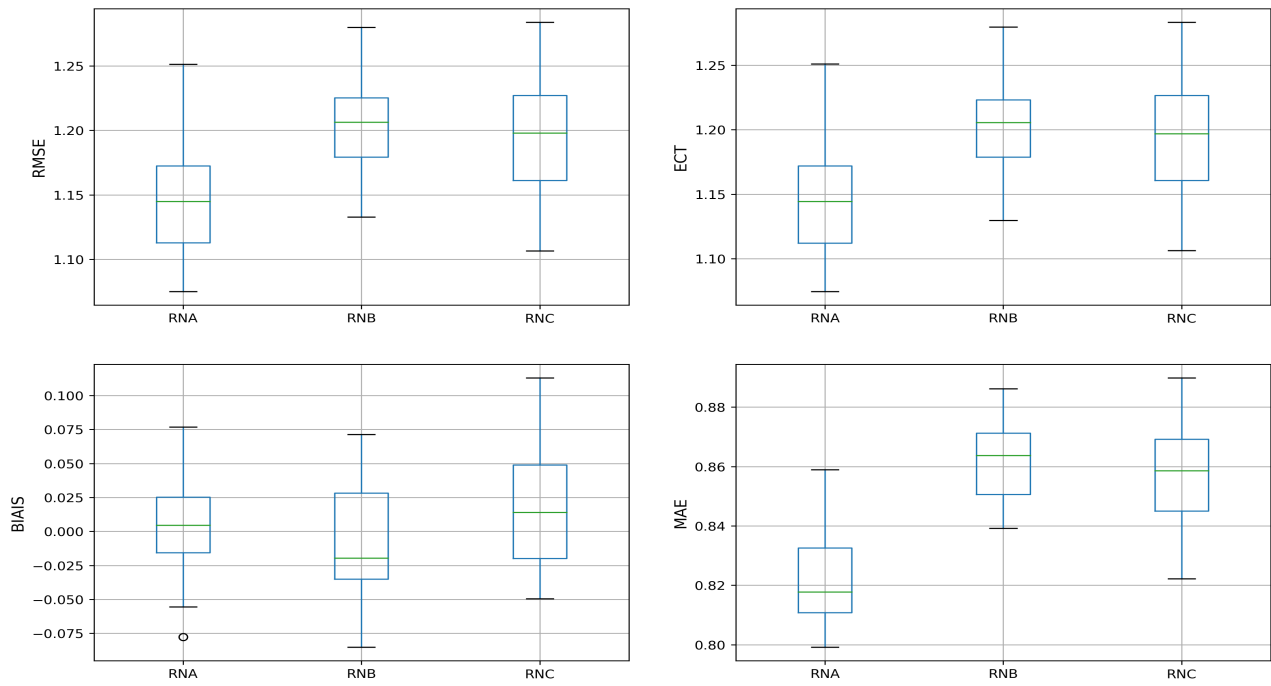 RMSE
1.25
1.20
1.15
1.10
RNA RNB RNC
ECT
1.25
1.20
1.15
1.10
RNA RNB RNC
BIAIS
0.100
0.075
0.050
0.025
0.000
−0.025
−0.050
−0.075
RNA RNB RNC
MAE
0.88
0.86
0.84
0.82
0.80
RNA RNB RNC